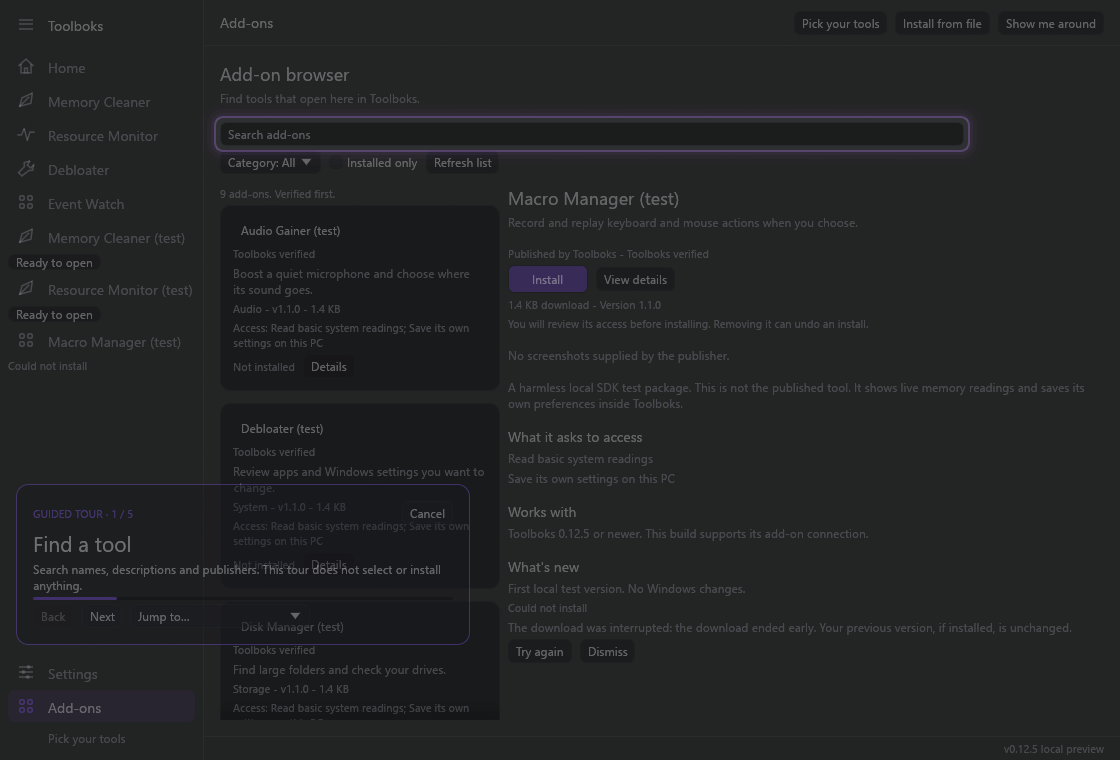 Toolboks
Home
Memory Cleaner
Resource Monitor
Debloater
Event Watch
Memory Cleaner (test)
Ready to open
Resource Monitor (test)
Ready to open
Macro Manager (test)
Could not install
Add-ons
Pick your tools
Install from file
Show me around
Add-on browser
Find tools that open here in Toolboks.
Search add-ons
Category: All
Installed only
Refresh list
9 add-ons. Verified first.
Audio Gainer (test)
Toolboks verified
Boost a quiet microphone and choose where
its sound goes.
Audio - v1.1.0 - 1.4 KB
Access: Read basic system readings; Save its own
settings on this PC
Not installed
Details
Debloater (test)
Toolboks verified
Review apps and Windows settings you want to
change.
System - v1.1.0 - 1.4 KB
Access: Read basic system readings; Save its own
settings on this PC
Not installed
Details
Disk Manager (test)
Toolboks verified
Find large folders and check your drives.
Storage - v1.1.0 - 1.4 KB
Access: Read basic system readings; Save its own
Macro Manager (test)
Record and replay keyboard and mouse actions when you choose.
Published by Toolboks - Toolboks verified
Install
View details
1.4 KB download - Version 1.1.0
You will review its access before installing. Removing it can undo an install.
No screenshots supplied by the publisher.
A harmless local SDK test package. This is not the published tool. It shows live memory readings and saves its
own preferences inside Toolboks.
What it asks to access
Read basic system readings
Save its own settings on this PC
Works with
Toolboks 0.12.5 or newer. This build supports its add-on connection.
What's new
First local test version. No Windows changes.
Could not install
The download was interrupted: the download ended early. Your previous version, if installed, is unchanged.
Try again
Dismiss
GUIDED TOUR · 1 / 5
Cancel
Find a tool
Search names, descriptions and publishers. This tour does not select or install
anything.
Back
Next
Jump to...
Settings
Add-ons
Pick your tools
v0.12.5 local preview